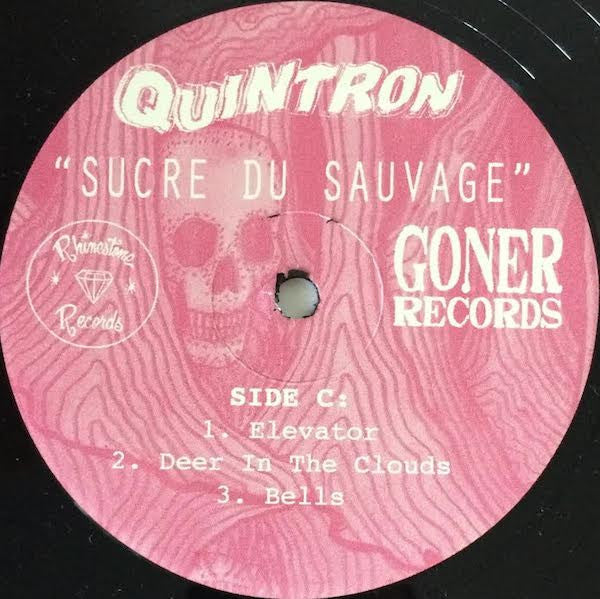 QUINTRON
"SUCRE DU SAUVAGE"
Rhinestone
Records
GONER
RECORDS
SIDE C:
1. Elevator
2. Deer In The Clouds
3. Bells